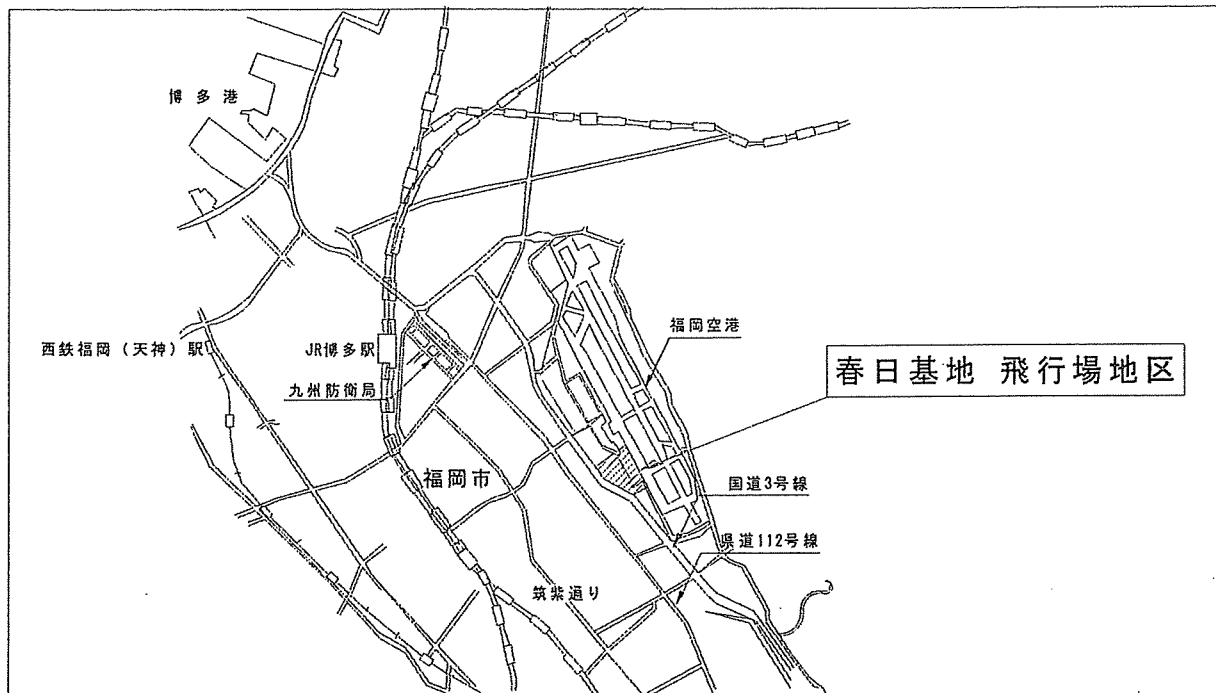 博多港
福岡空港
西鉄福岡（天神）駅
JR博多駅
春日基地 飛行場地区
九州防衛局
福岡市
国道3号線
県道112号線
筑紫通り